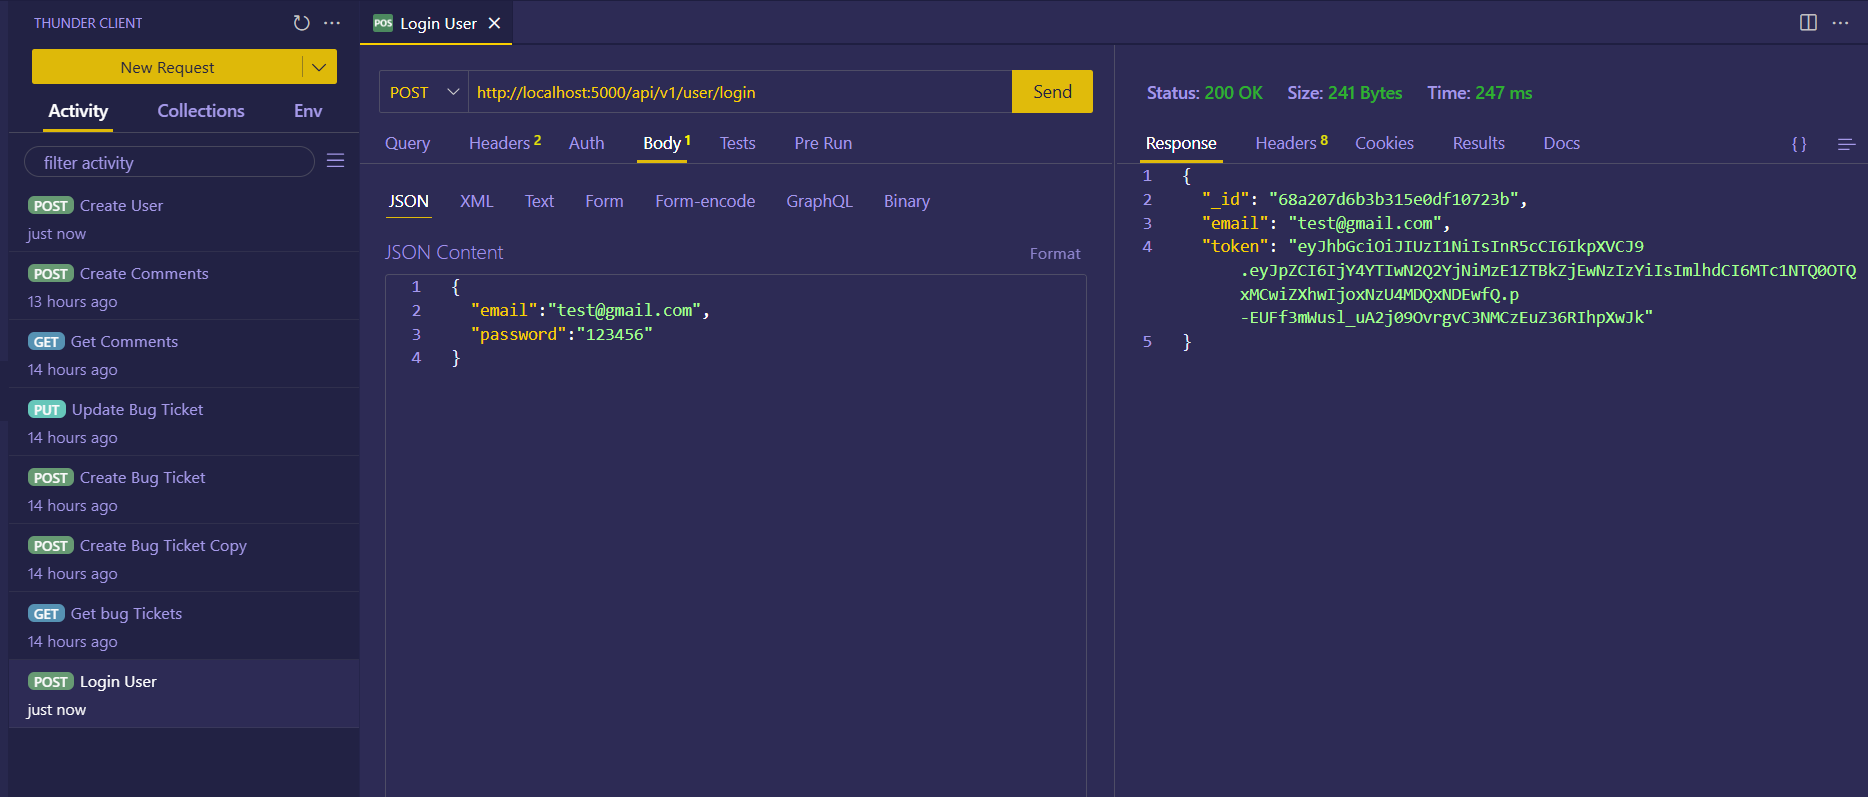 THUNDER CLIENT
New Request
Activity Collections Env
filter activity
POST Create User
just now
POST Create Comments
13 hours ago
GET Get Comments
14 hours ago
PUT Update Bug Ticket
14 hours ago
POST Create Bug Ticket
14 hours ago
POST Create Bug Ticket Copy
14 hours ago
GET Get bug Tickets
14 hours ago
POST Login User
just now
POS Login User
POST http://localhost:5000/api/v1/user/login Send
Query Headers 2 Auth Body 1 Tests Pre Run
JSON XML Text Form Form-encode GraphQL Binary
JSON Content Format
1 {
2 "email":"test@gmail.com",
3 "password":"123456"
4 }
Status: 200 OK Size: 241 Bytes Time: 247 ms
Response Headers 8 Cookies Results Docs { }
1 {
2 "_id": "68a207d6b3b315e0df10723b",
3 "email": "test@gmail.com",
4 "token": "eyJhbGciOiJIUzI1NiIsInR5cCI6IkpXVCJ9
.eyJpZCI6IjY4YTIwN2Q2YjNiMzE1ZTBkZjEwNzIzYiIsImlhdCI6MTc1NTQ0OTQ
xMCwiZXhwIjoxNzU4MDQxNDEwfQ.p
-EUFf3mWusl_uA2j09OvrgvC3NMCzEuZ36RIhpXwJk"
5 }